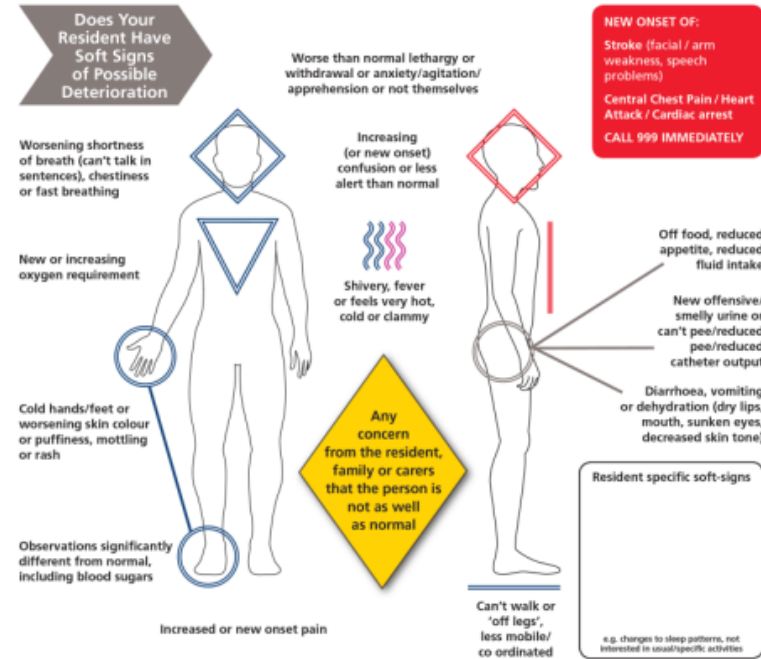 Does Your
Resident Have
Soft Signs
of Possible
Deterioration
Worse than normal lethargy or
withdrawal or anxiety/agitation/
apprehension or not themselves
NEW ONSET OF:
Stroke (facial / arm
weakness, speech
problems)
Central Chest Pain / Heart
Attack / Cardiac arrest
CALL 999 IMMEDIATELY
Worsening shortness
of breath (can't talk in
sentences), chestiness
or fast breathing
Increasing
(or new onset)
confusion or less
alert than normal
New or increasing
oxygen requirement
Shivery, fever
or feels very hot,
cold or clammy
Off food, reduced
appetite, reduced
fluid intake
New offensive/
smelly urine or
can't pee/reduced
pee/reduced
catheter output
Diarrhoea, vomiting
or dehydration (dry lips,
mouth, sunken eyes,
decreased skin tone)
Cold hands/feet or
worsening skin colour
or puffiness, mottling
or rash
Any
concern
from the resident,
family or carers
that the person is
not as well
as normal
Resident specific soft-signs
e.g. changes to sleep patterns, not
interested in usual/specific activities
Observations significantly
different from normal,
including blood sugars
Increased or new onset pain
Can't walk or
'off legs',
less mobile/
co ordinated